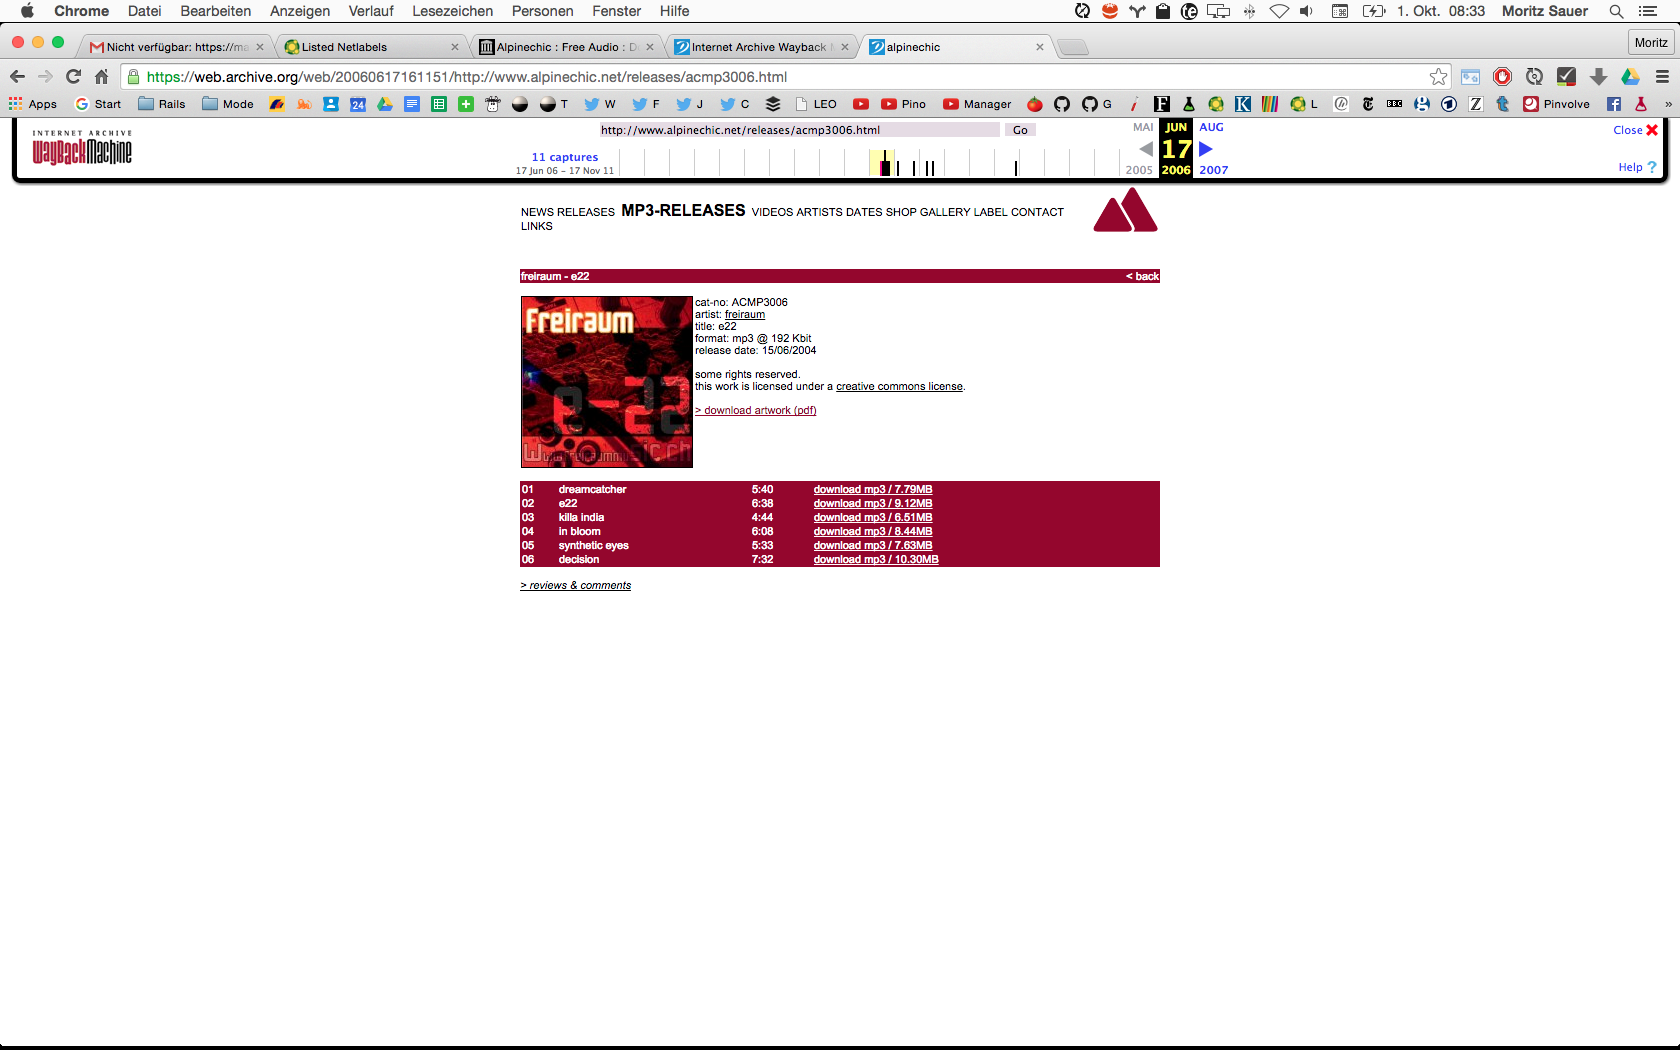 Chrome Datei Bearbeiten Anzeigen Verlauf Lesezeichen Personen Fenster Hilfe 1. Okt. 08:33 Moritz Sauer
Nicht verfügbar: https://ma Listed Netlabels Alpinechic : Free Audio : D Internet Archive Wayback alpinechic Moritz
https://web.archive.org/web/20060617161151/http://www.alpinechic.net/releases/acmp3006.html
Apps Start Rails Mode 24 T W F J C LEO Pino Manager G L BBC Pinvolve »
INTERNET ARCHIVE
WayBackMachine
http://www.alpinechic.net/releases/acmp3006.html Go
11 captures
17 Jun 06 – 17 Nov 11
MAI JUN AUG
17
2005 2006 2007
Close
Help ?
NEWS RELEASES MP3-RELEASES VIDEOS ARTISTS DATES SHOP GALLERY LABEL CONTACT
LINKS
freiraum - e22 < back
Freiraum
e-22
www.freiraummusic.ch
cat-no: ACMP3006
artist: freiraum
title: e22
format: mp3 @ 192 Kbit
release date: 15/06/2004
some rights reserved.
this work is licensed under a creative commons license.
> download artwork (pdf)
01 dreamcatcher 5:40 download mp3 / 7.79MB
02 e22 6:38 download mp3 / 9.12MB
03 killa india 4:44 download mp3 / 6.51MB
04 in bloom 6:08 download mp3 / 8.44MB
05 synthetic eyes 5:33 download mp3 / 7.63MB
06 decision 7:32 download mp3 / 10.30MB
> reviews & comments